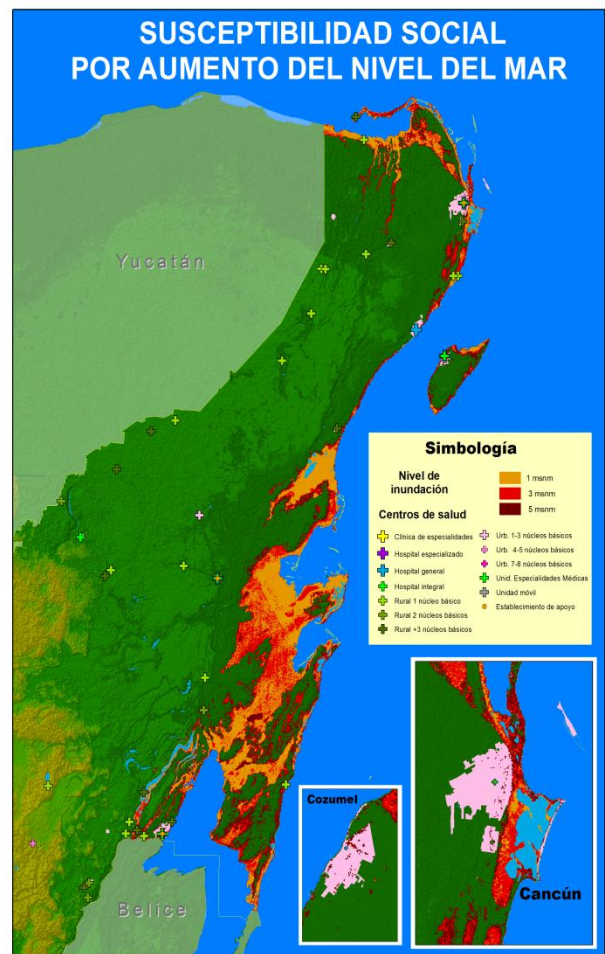 SUSCEPTIBILIDAD SOCIAL
POR AUMENTO DEL NIVEL DEL MAR
Yucatán
Simbología
Nivel de
inundación
1 msnm
3 msnm
5 msnm
Centros de salud
Clínica de especialidades
Hospital especializado
Hospital general
Hospital integral
Rural 1 núcleo básico
Rural 2 núcleos básicos
Rural +3 núcleos básicos
Urb. 1-3 núcleos básicos
Urb. 4-5 núcleos básicos
Urb. 7-8 núcleos básicos
Unid. Especialidades Médicas
Unidad móvil
Establecimiento de apoyo
Cozumel
Cancún
Belice